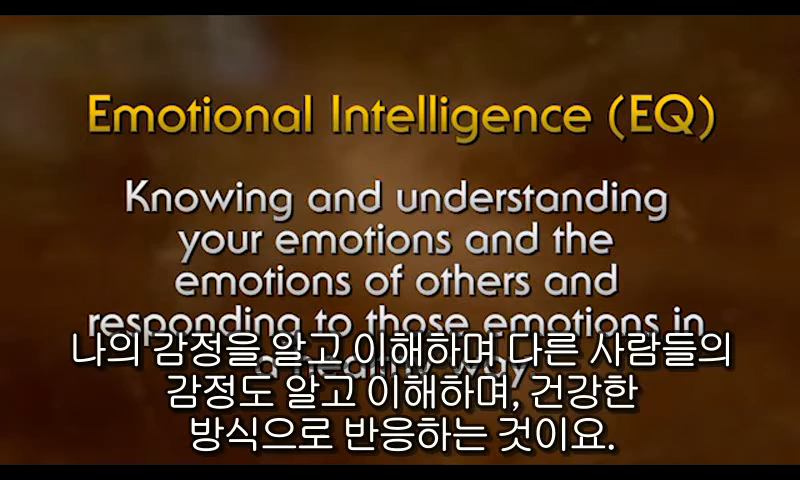 Emotional Intelligence (EQ)
Knowing and understanding
your emotions and the
emotions of others and
responding to those emotions in
a healthy way.
나의 감정을 알고 이해하며 다른 사람들의
감정도 알고 이해하며, 건강한
방식으로 반응하는 것이요.